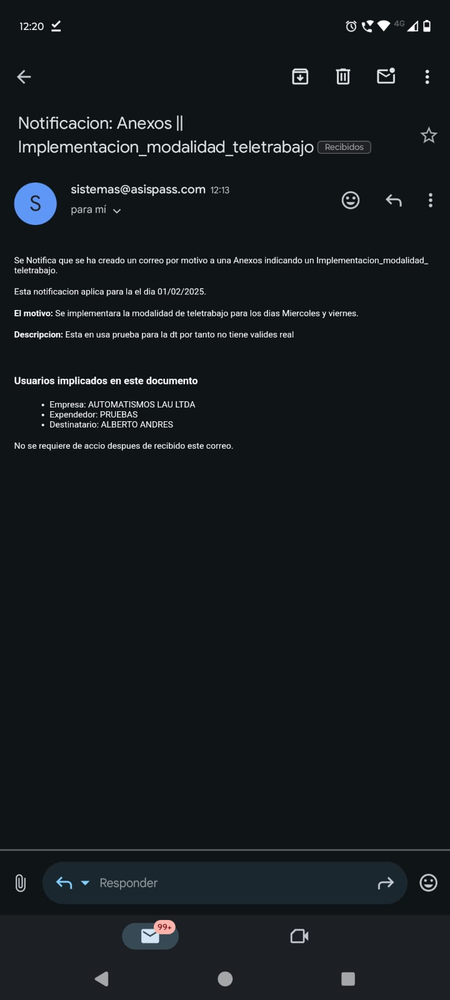 12:20
4G
Notificacion: Anexos ||
Implementacion_modalidad_teletrabajo Recibidos
S
sistemas@asispass.com 12:13
para mí
Se Notifica que se ha creado un correo por motivo a una Anexos indicando un Implementacion_modalidad_
teletrabajo.
Esta notificacion aplica para la el dia 01/02/2025.
El motivo: Se implementara la modalidad de teletrabajo para los dias Miercoles y viernes.
Descripcion: Esta en usa prueba para la dt por tanto no tiene valides real
Usuarios implicados en este documento
• Empresa: AUTOMATISMOS LAU LTDA
• Expendedor: PRUEBAS
• Destinatario: ALBERTO ANDRES
No se requiere de accio despues de recibido este correo.
Responder
99+